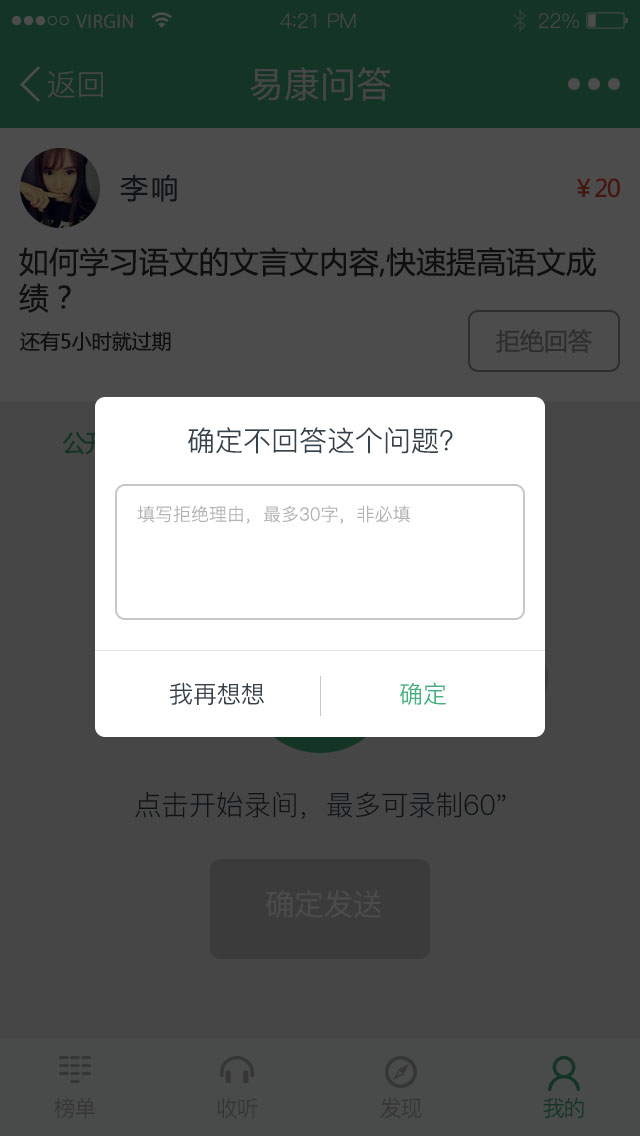 VIRGIN 4:21 PM 22%
返回 易康问答
李响 ¥20
如何学习语文的文言文内容,快速提高语文成
绩？
还有5小时就过期
拒绝回答
公开
确定不回答这个问题?
填写拒绝理由，最多30字，非必填
我再想想 确定
点击开始录间，最多可录制60”
确定发送
榜单 收听 发现 我的